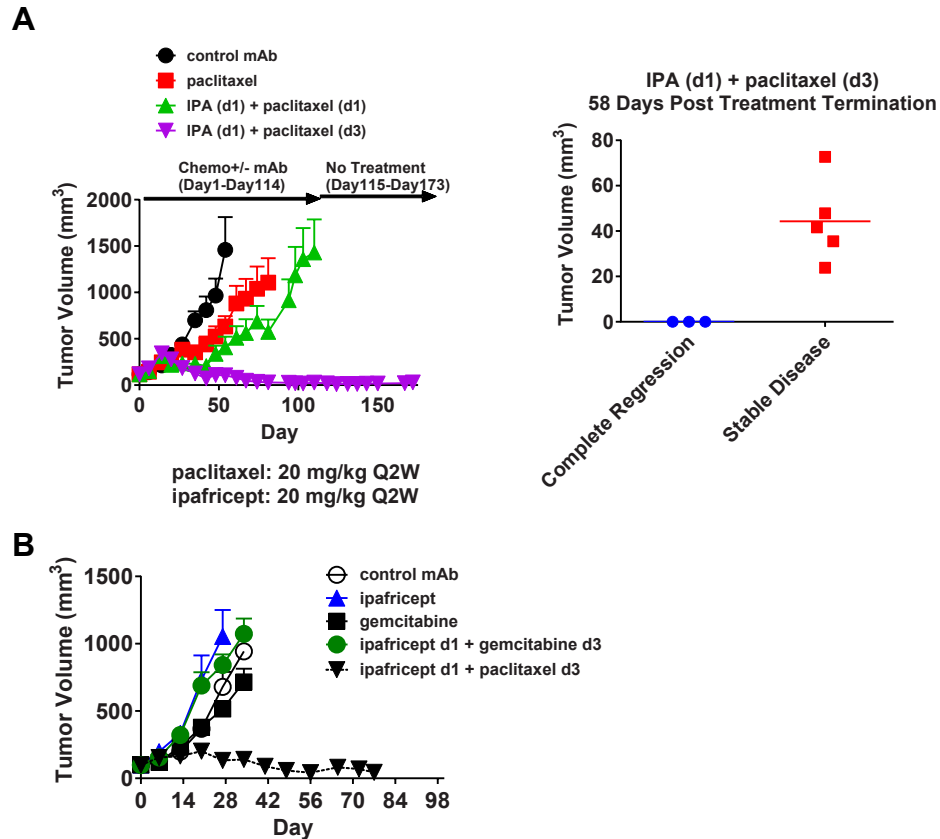 A
control mAb
paclitaxel
IPA (d1) + paclitaxel (d1)
IPA (d1) + paclitaxel (d3)
Chemo+/- mAb
(Day1-Day114)
No Treatment
(Day115-Day173)
Tumor Volume (mm³)
2000
1500
1000
500
0
0
50
100
150
Day
paclitaxel: 20 mg/kg Q2W
ipafricept: 20 mg/kg Q2W
IPA (d1) + paclitaxel (d3)
58 Days Post Treatment Termination
Tumor Volume (mm³)
80
60
40
20
0
Complete Regression
Stable Disease
B
Tumor Volume (mm³)
1500
1000
500
0
0
14
28
42
56
70
84
98
Day
control mAb
ipafricept
gemcitabine
ipafricept d1 + gemcitabine d3
ipafricept d1 + paclitaxel d3